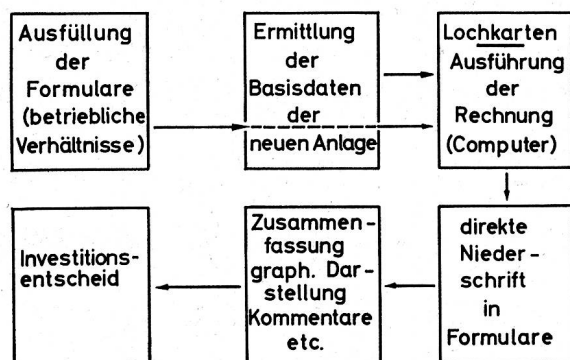 Ausfüllung
der
Formulare
(betriebliche
Verhältnisse)
Ermittlung
der
Basisdaten
der
neuen Anlage
Lochkarten
Ausführung
der
Rechnung
(Computer)
direkte
Nieder-
schrift
in
Formulare
Zusammen-
fassung
graph. Dar-
stellung
Kommentare
etc.
Investitions-
entscheid